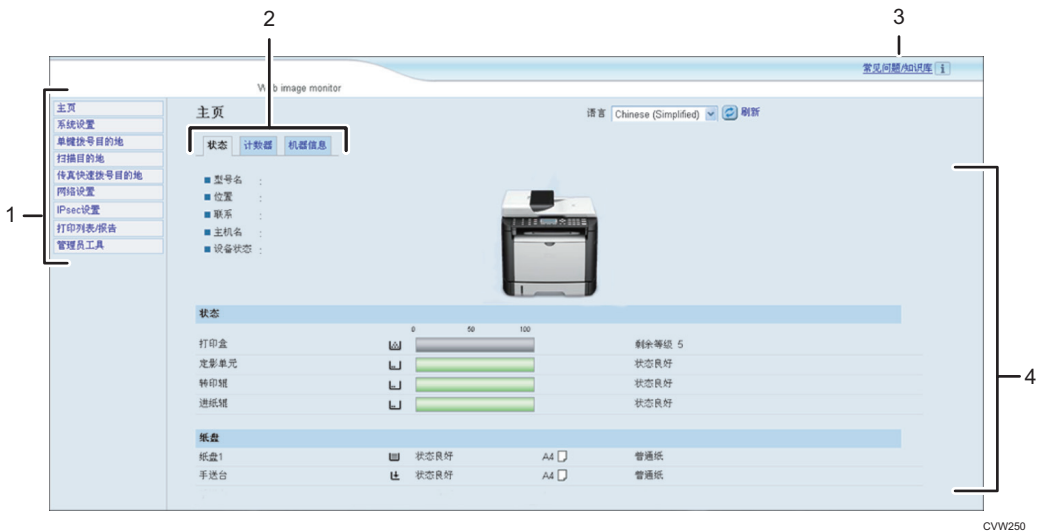 2
3
常见问题/知识库
1
Web image monitor
主页
系统设置
单键拨号目的地
扫描目的地
传真快速拨号目的地
网络设置
IPsec设置
打印列表/报告
管理员工具
主页
语言 Chinese (Simplified) 刷新
状态 计数器 机器信息
型号名 :
位置 :
联系 :
主机名 :
设备状态 :
4
状态
0 50 100
打印盒 剩余等级 5
定影单元 状态良好
转印辊 状态良好
进纸辊 状态良好
纸盘
纸盘1 状态良好 A4 普通纸
手送台 状态良好 A4 普通纸
CVW250